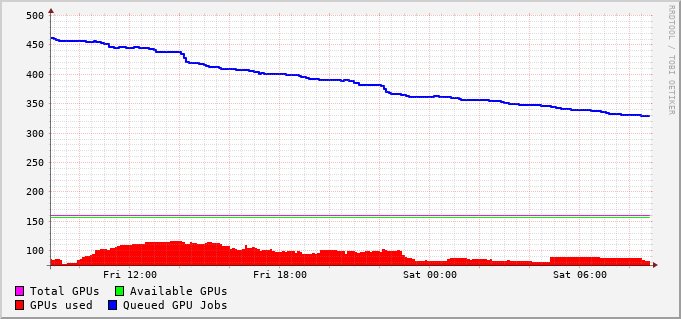 500
450
400
350
300
250
200
150
100
Fri 12:00 Fri 18:00 Sat 00:00 Sat 06:00
Total GPUs Available GPUs
GPUs used Queued GPU Jobs
RRDTOOL / TOBI OETIKER